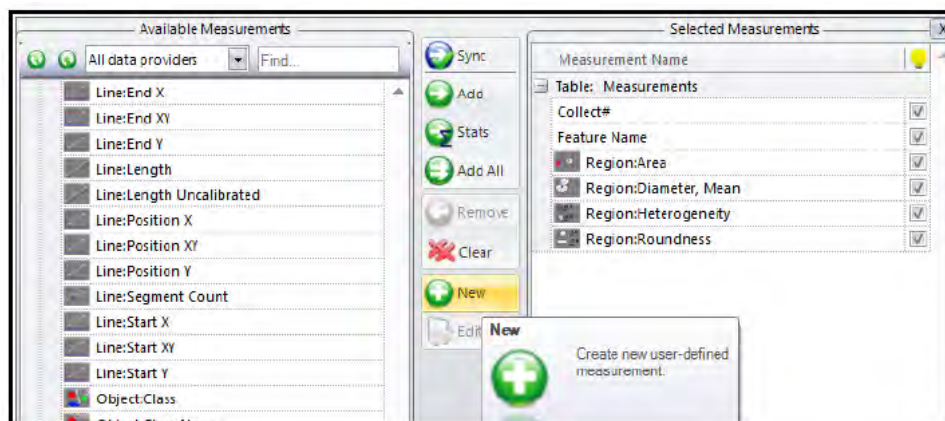 Available Measurements
All data providers
Find...
Line:End X
Line:End XY
Line:End Y
Line:Length
Line:Length Uncalibrated
Line:Position X
Line:Position XY
Line:Position Y
Line:Segment Count
Line:Start X
Line:Start XY
Line:Start Y
Object:Class
Sync
Add
Stats
Add All
Remove
Clear
New
Edit
New
Create new user-defined
measurement.
Selected Measurements
X
Measurement Name
Table: Measurements
Collect#
Feature Name
Region:Area
Region:Diameter, Mean
Region:Heterogeneity
Region:Roundness